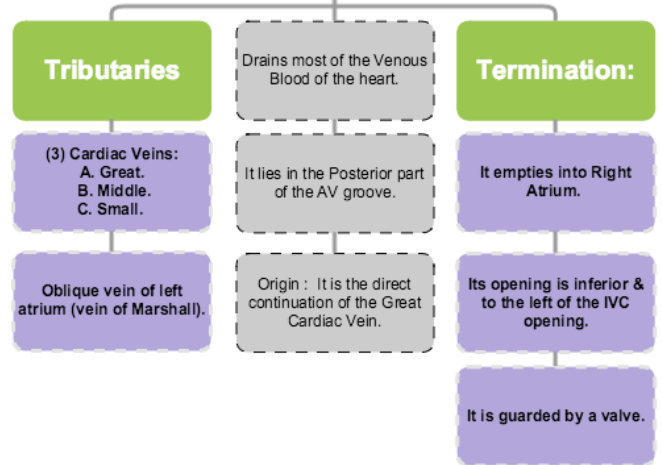 Tributaries
(3) Cardiac Veins:
A. Great.
B. Middle.
C. Small.
Oblique vein of left
atrium (vein of Marshall).
Drains most of the Venous
Blood of the heart.
It lies in the Posterior part
of the AV groove.
Origin : It is the direct
continuation of the Great
Cardiac Vein.
Termination:
It empties into Right
Atrium.
Its opening is inferior &
to the left of the IVC
opening.
It is guarded by a valve.